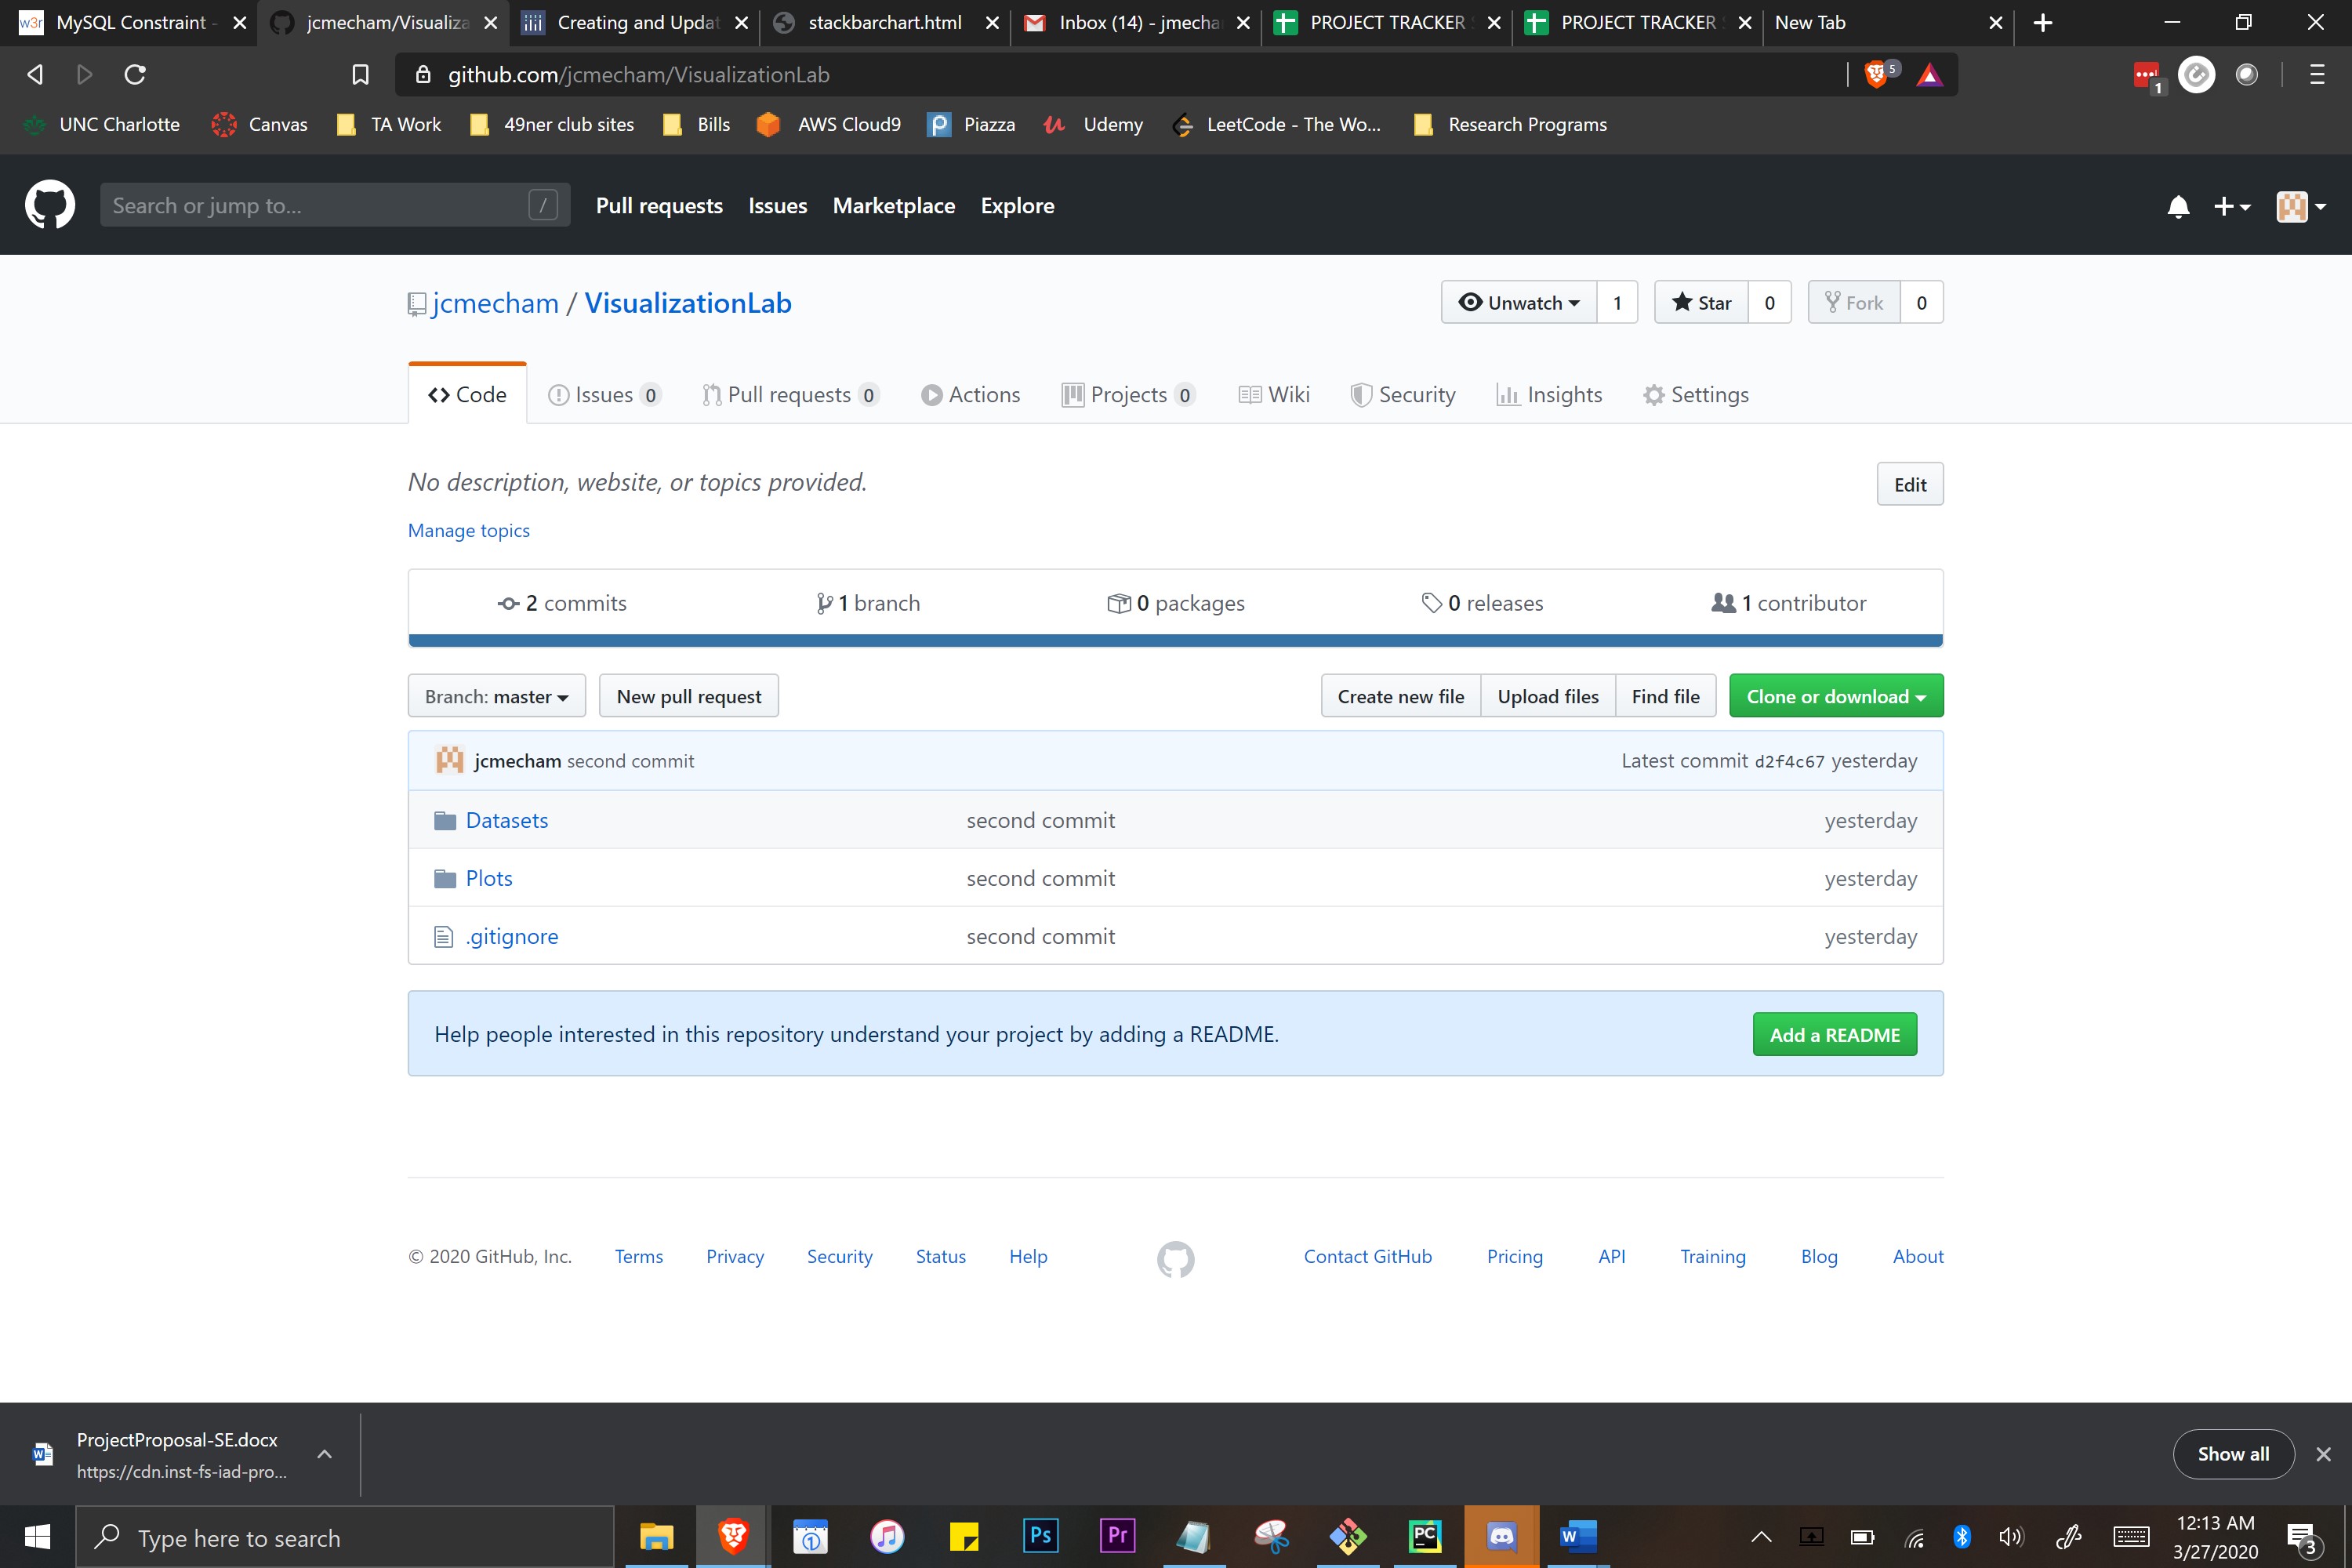 w3r MySQL Constraint -
jcmecham/Visualiza
Creating and Updat
stackbarchart.html
Inbox (14) - jmecha
PROJECT TRACKER
PROJECT TRACKER
New Tab
github.com/jcmecham/VisualizationLab
5
1
UNC Charlotte
Canvas
TA Work
49ner club sites
Bills
AWS Cloud9
Piazza
Udemy
LeetCode - The Wo...
Research Programs
Search or jump to...
/
Pull requests
Issues
Marketplace
Explore
jcmecham / VisualizationLab
Unwatch 1
Star 0
Fork 0
Code
Issues 0
Pull requests 0
Actions
Projects 0
Wiki
Security
Insights
Settings
No description, website, or topics provided.
Edit
Manage topics
2 commits
1 branch
0 packages
0 releases
1 contributor
Branch: master
New pull request
Create new file
Upload files
Find file
Clone or download
jcmecham second commit
Latest commit d2f4c67 yesterday
Datasets second commit yesterday
Plots second commit yesterday
.gitignore second commit yesterday
Help people interested in this repository understand your project by adding a README.
Add a README
© 2020 GitHub, Inc.
Terms
Privacy
Security
Status
Help
Contact GitHub
Pricing
API
Training
Blog
About
ProjectProposal-SE.docx
https://cdn.inst-fs-iad-pro...
Show all
Type here to search
Ps
Pr
PC
W
12:13 AM
3/27/2020
3